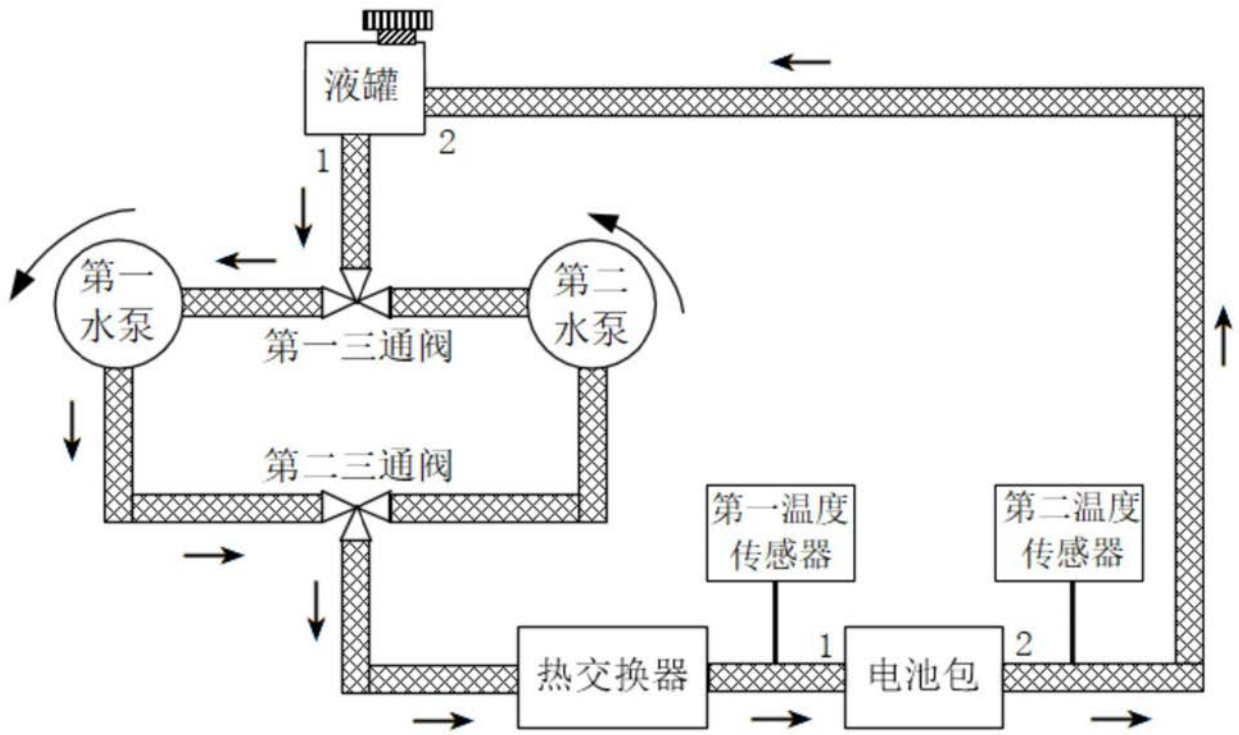 液罐
1
2
第一
水泵
第二
水泵
第一三通阀
第二三通阀
第一温度
传感器
第二温度
传感器
热交换器
1
电池包
2